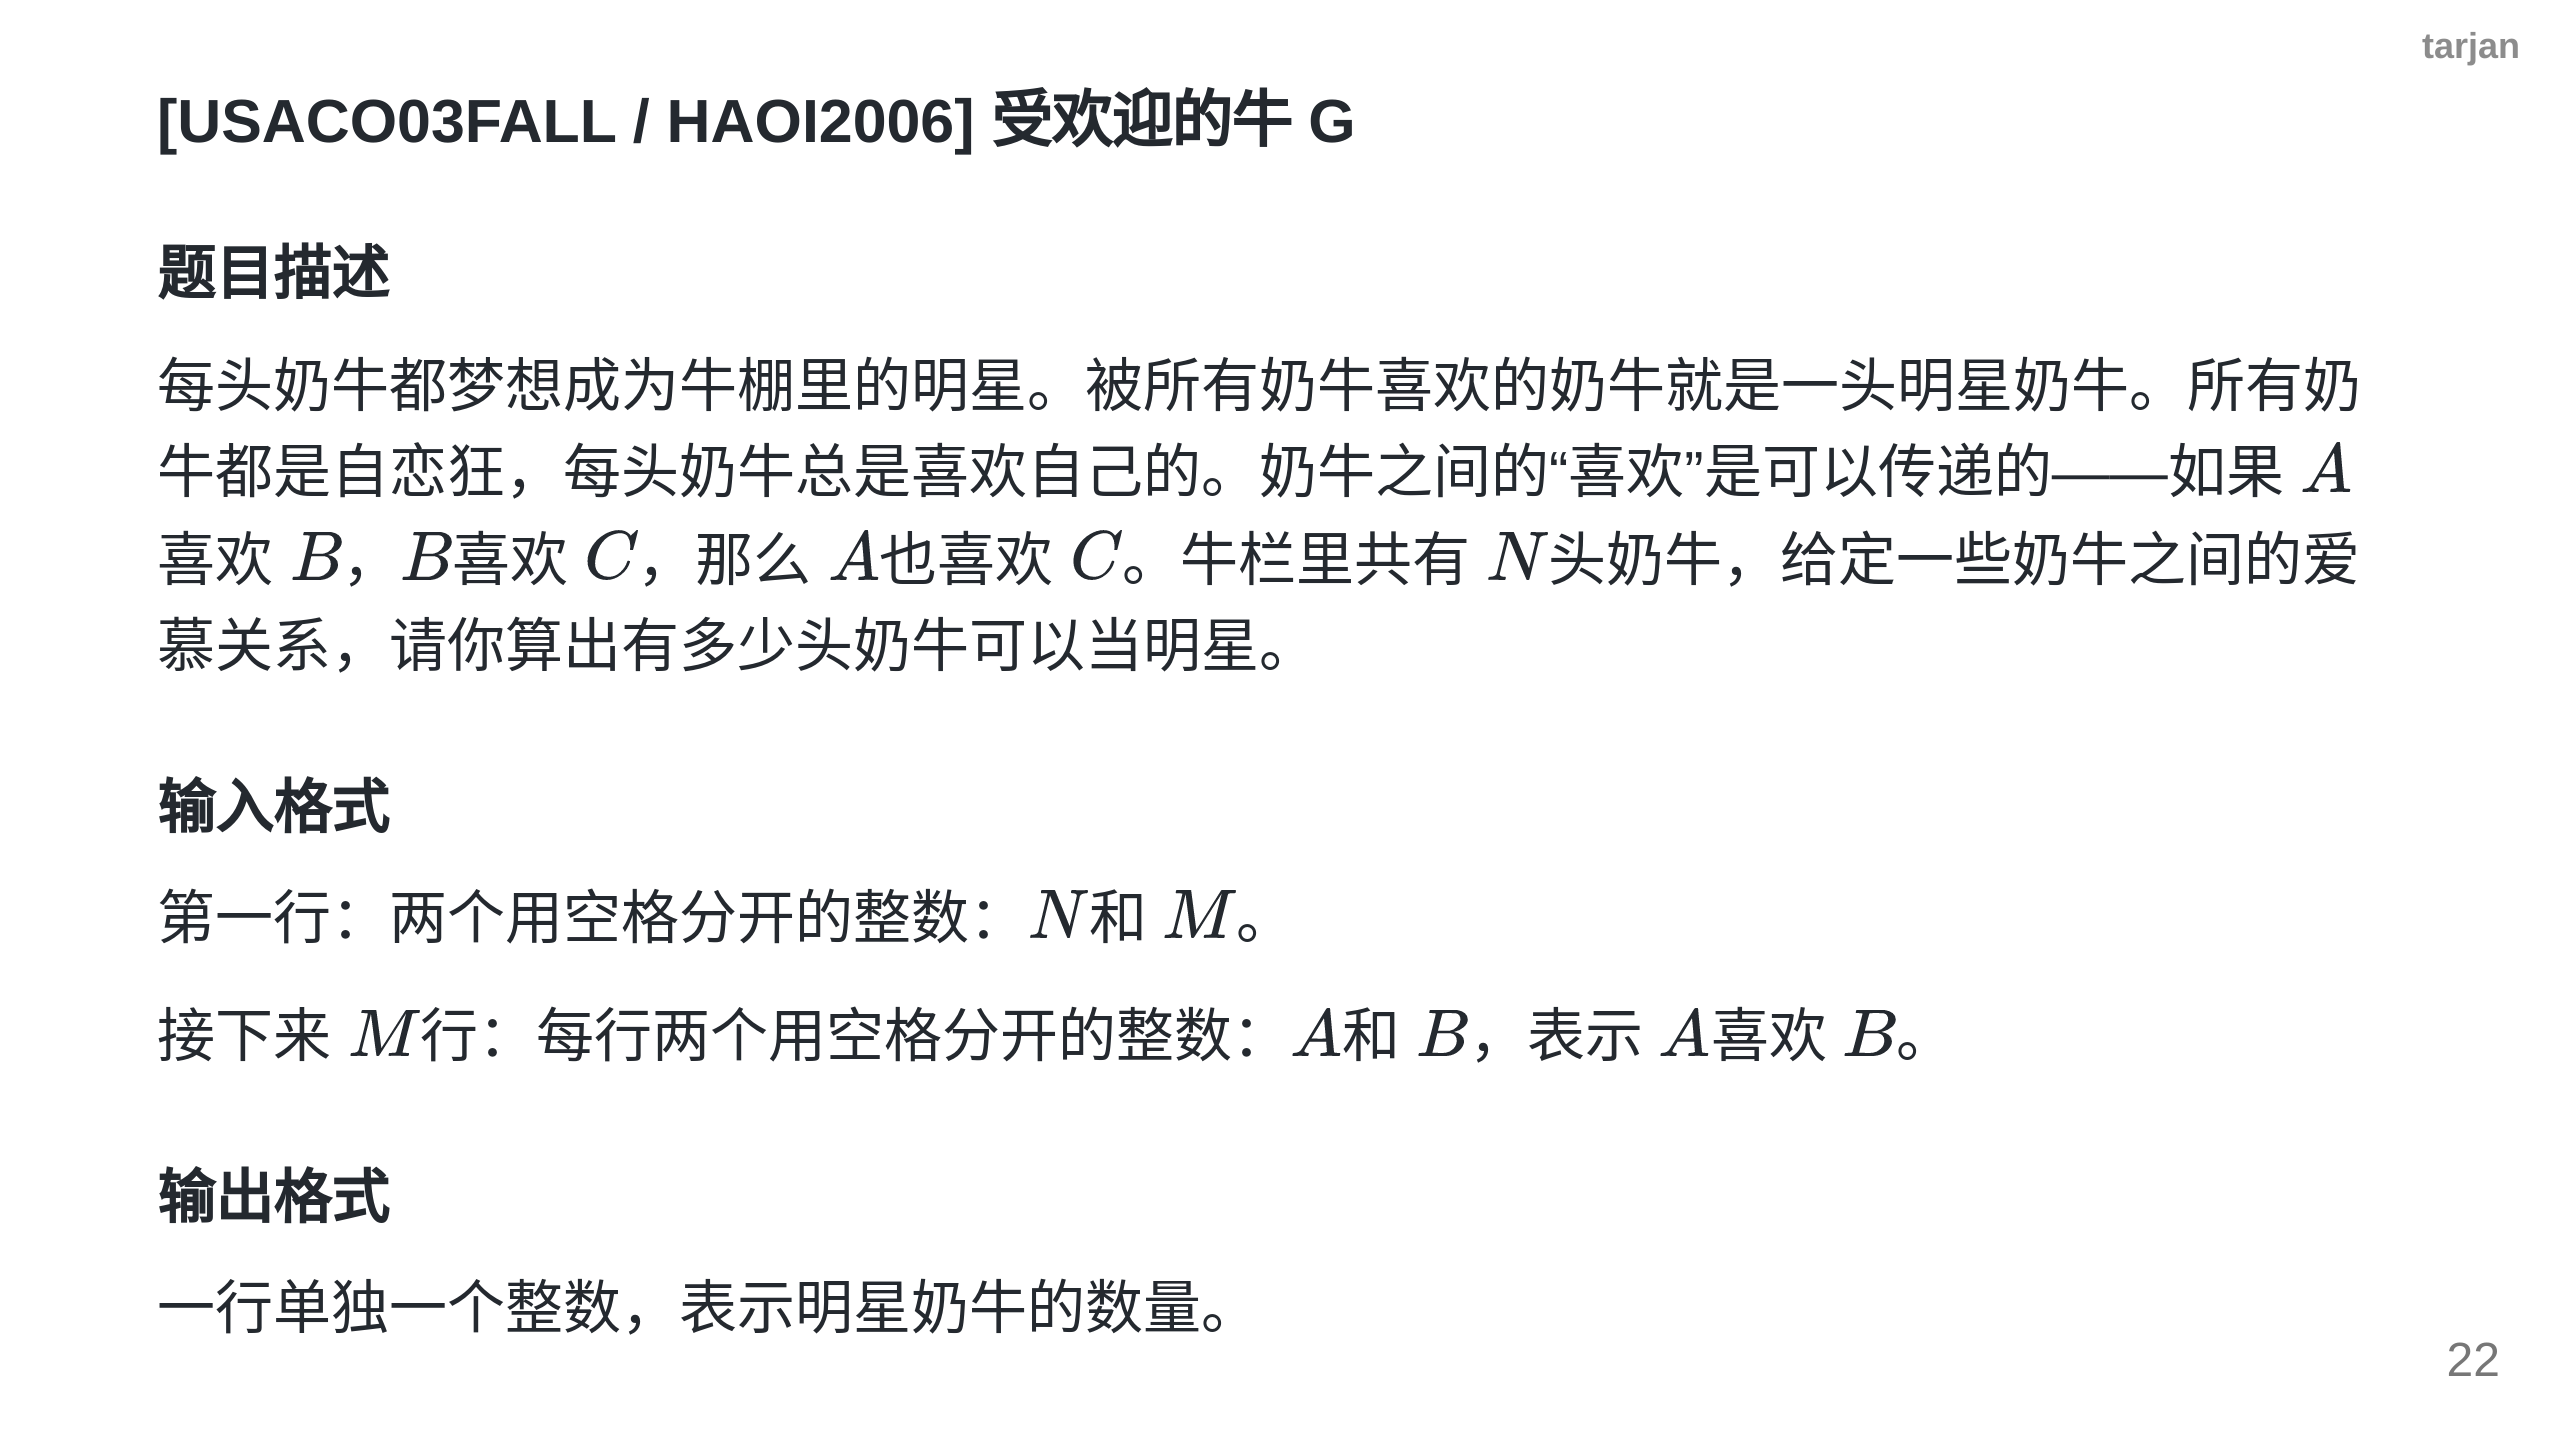 tarjan
[USACO03FALL / HAOI2006] 受欢迎的牛 G
题目描述
每头奶牛都梦想成为牛棚里的明星。被所有奶牛喜欢的奶牛就是一头明星奶牛。所有奶
牛都是自恋狂，每头奶牛总是喜欢自己的。奶牛之间的“喜欢”是可以传递的——如果 A
喜欢 B，B喜欢 C，那么 A也喜欢 C。牛栏里共有 N头奶牛，给定一些奶牛之间的爱
慕关系，请你算出有多少头奶牛可以当明星。
输入格式
第一行：两个用空格分开的整数：N和 M。
接下来 M行：每行两个用空格分开的整数：A和 B，表示 A喜欢 B。
输出格式
一行单独一个整数，表示明星奶牛的数量。
22